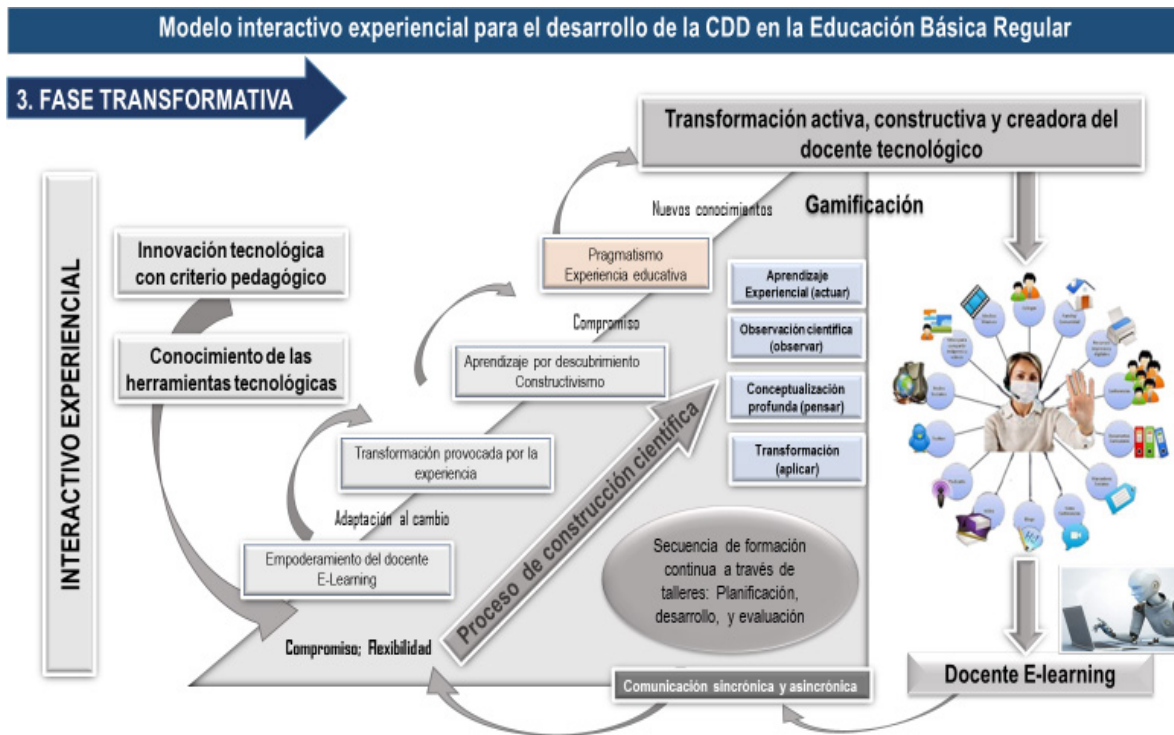 Modelo interactivo experiencial para el desarrollo de la CDD en la Educación Básica Regular
3. FASE TRANSFORMATIVA
Transformación activa, constructiva y creadora del
docente tecnológico
INTERACTIVO EXPERIENCIAL
Innovación tecnológica
con criterio pedagógico
Conocimiento de las
herramientas tecnológicas
Nuevos conocimientos
Gamificación
Pragmatismo
Experiencia educativa
Compromiso
Aprendizaje por descubrimiento
Constructivismo
Transformación provocada por la
experiencia
Adaptación al cambio
Empoderamiento del docente
E-Learning
Compromiso; flexibilidad
Proceso de construcción científica
Aprendizaje
Experiencial (actuar)
Observación científica
(observar)
Conceptualización
profunda (pensar)
Transformación
(aplicar)
Secuencia de formación
continua a través de
talleres: Planificación,
desarrollo, y evaluación
Comunicación sincrónica y asincrónica
Docente E-learning